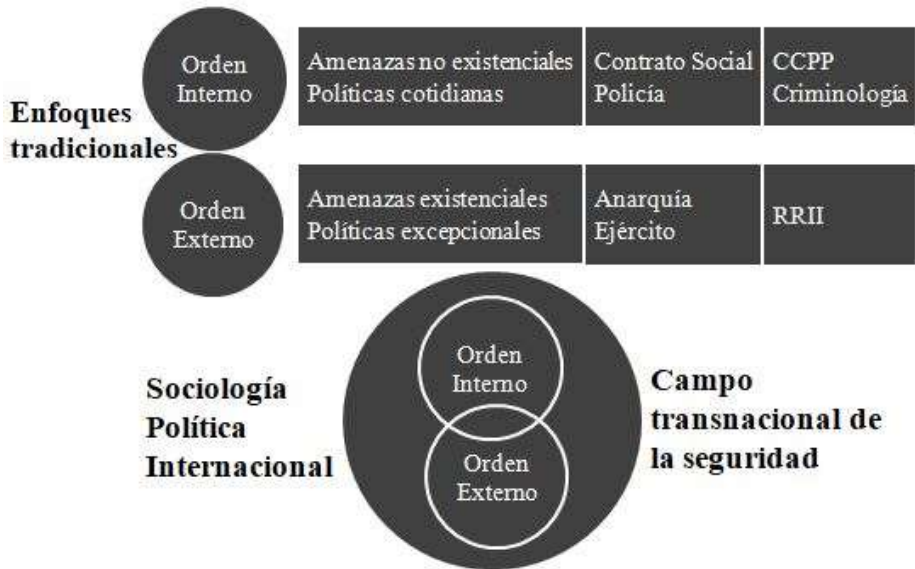 Enfoques
tradicionales
Orden
Interno
Amenazas no existenciales
Políticas cotidianas
Contrato Social
Policía
CCPP
Criminología
Orden
Externo
Amenazas existenciales
Políticas excepcionales
Anarquía
Ejército
RRII
Sociología
Política
Internacional
Orden
Interno
Orden
Externo
Campo
transnacional de
la seguridad